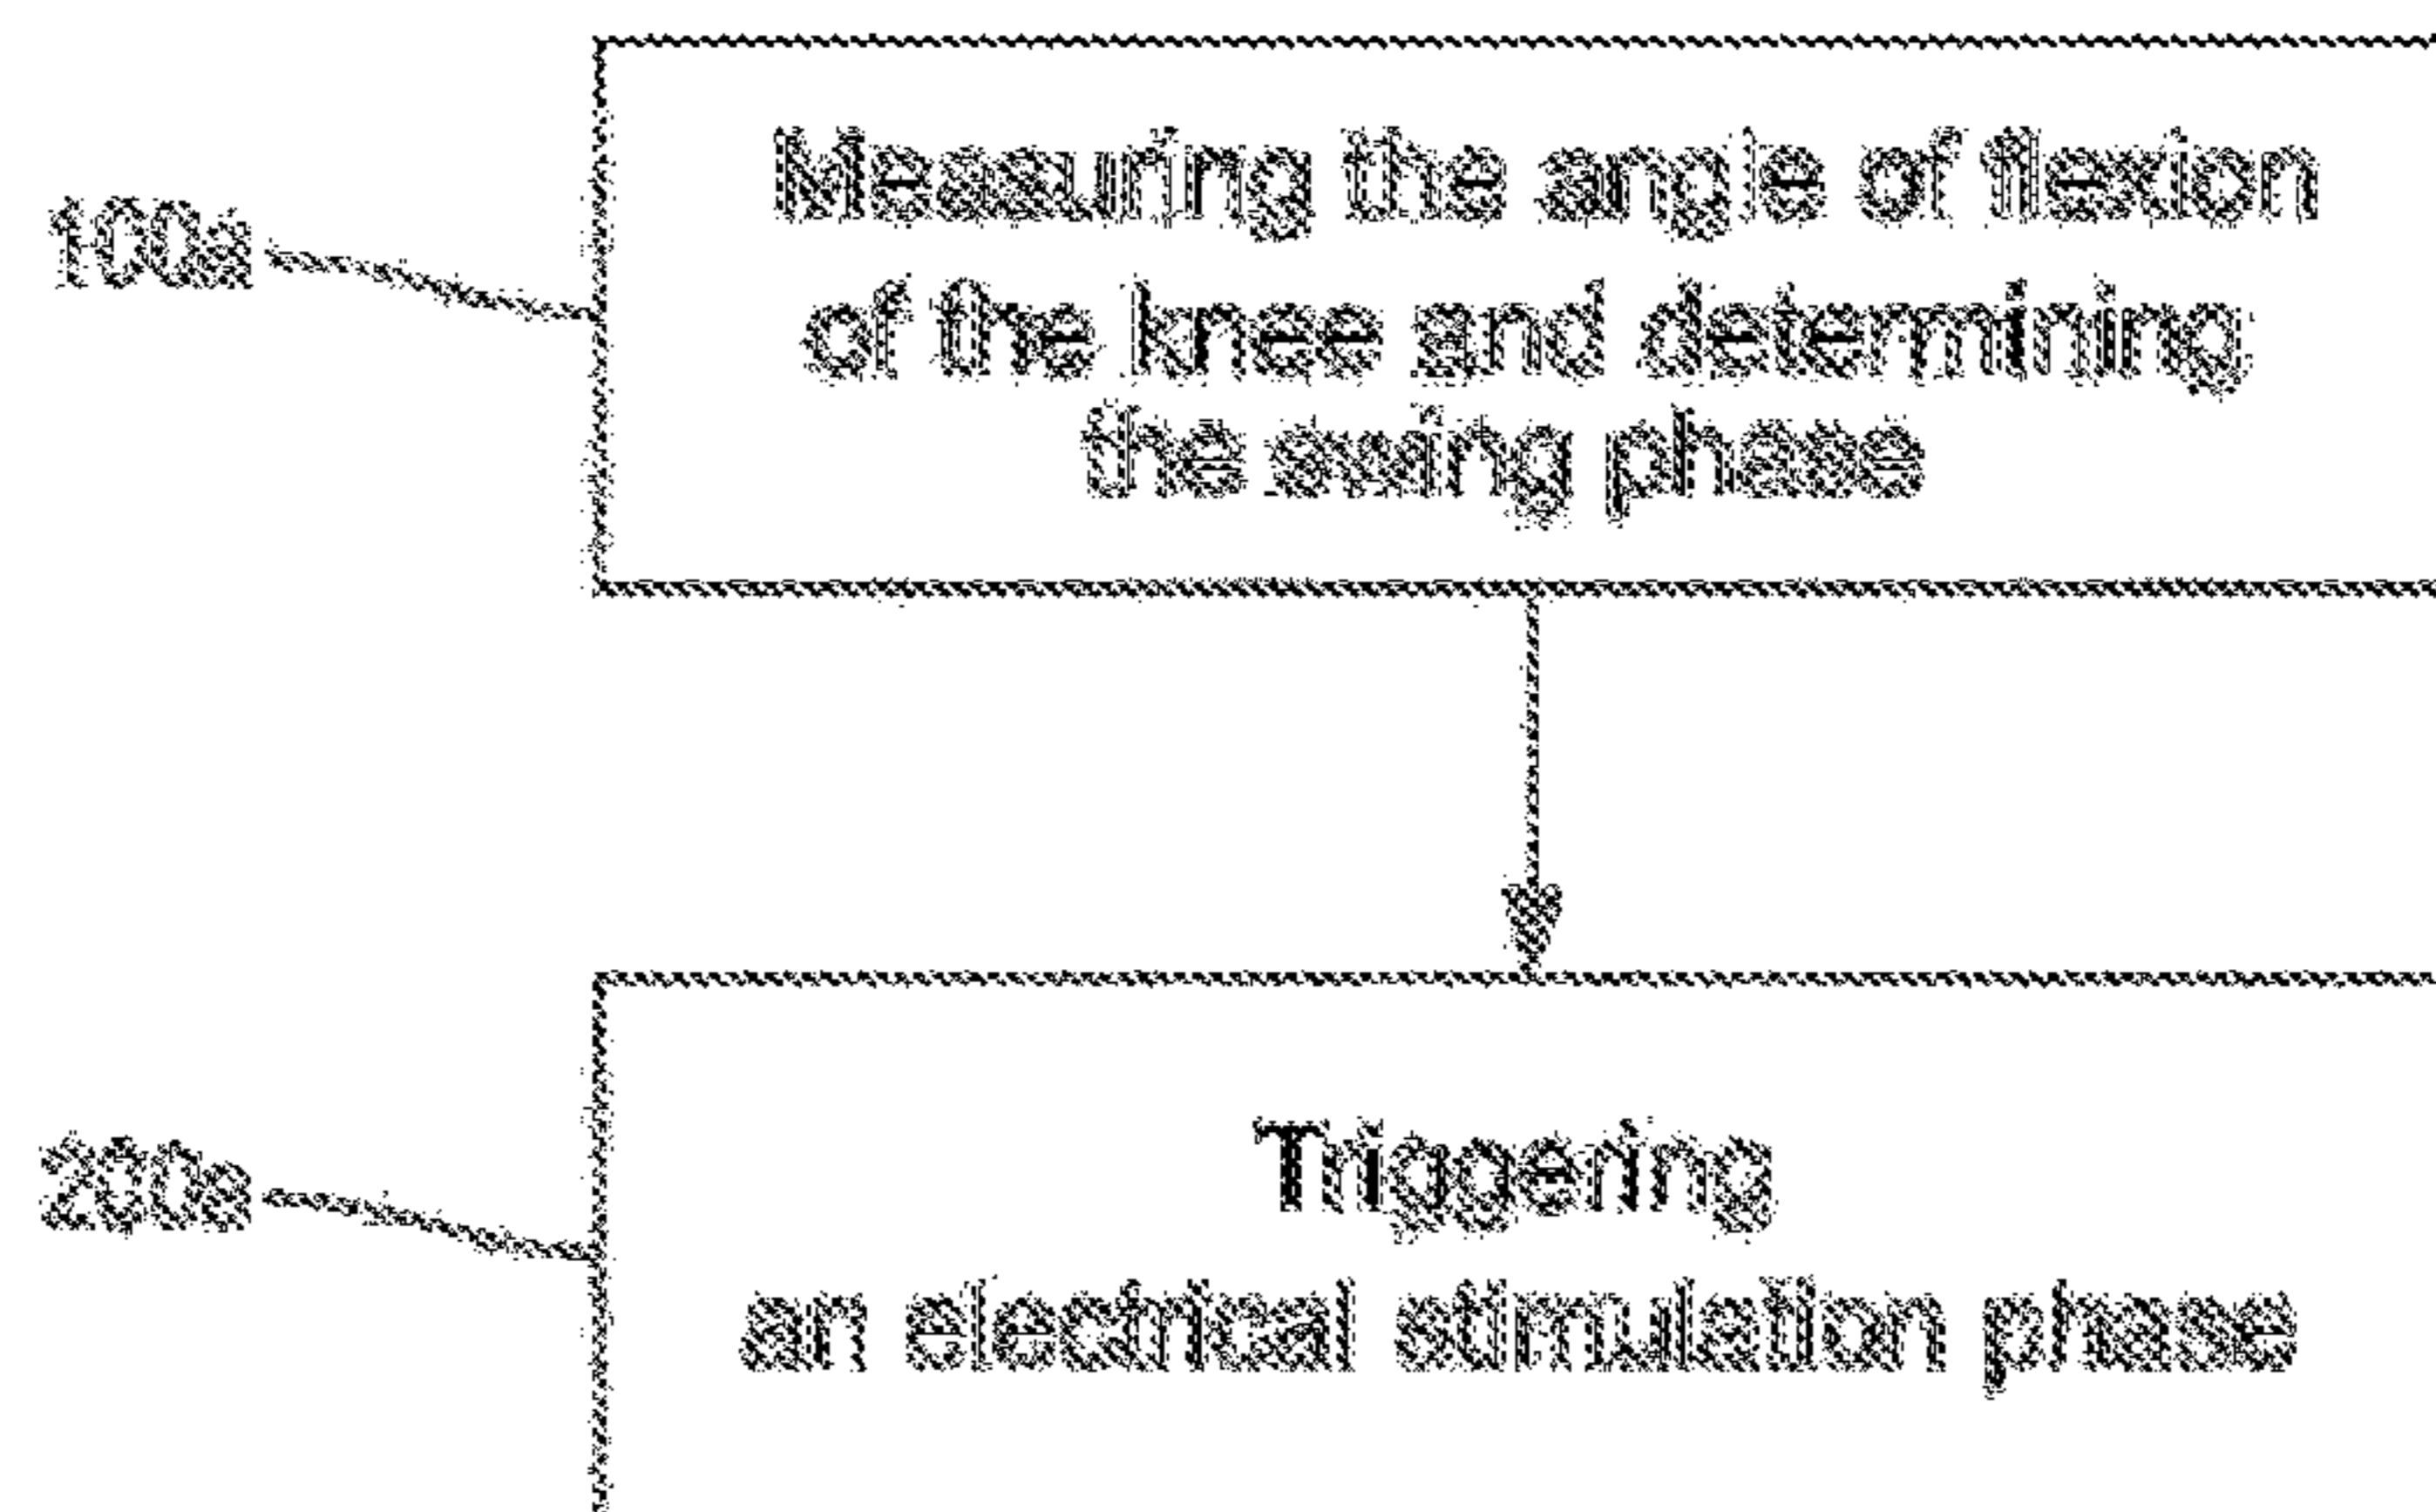 Measuring the angle of flexion
100a
of the knee and determining
the swing phase
Triggering
200a
an electrical stimulation phase